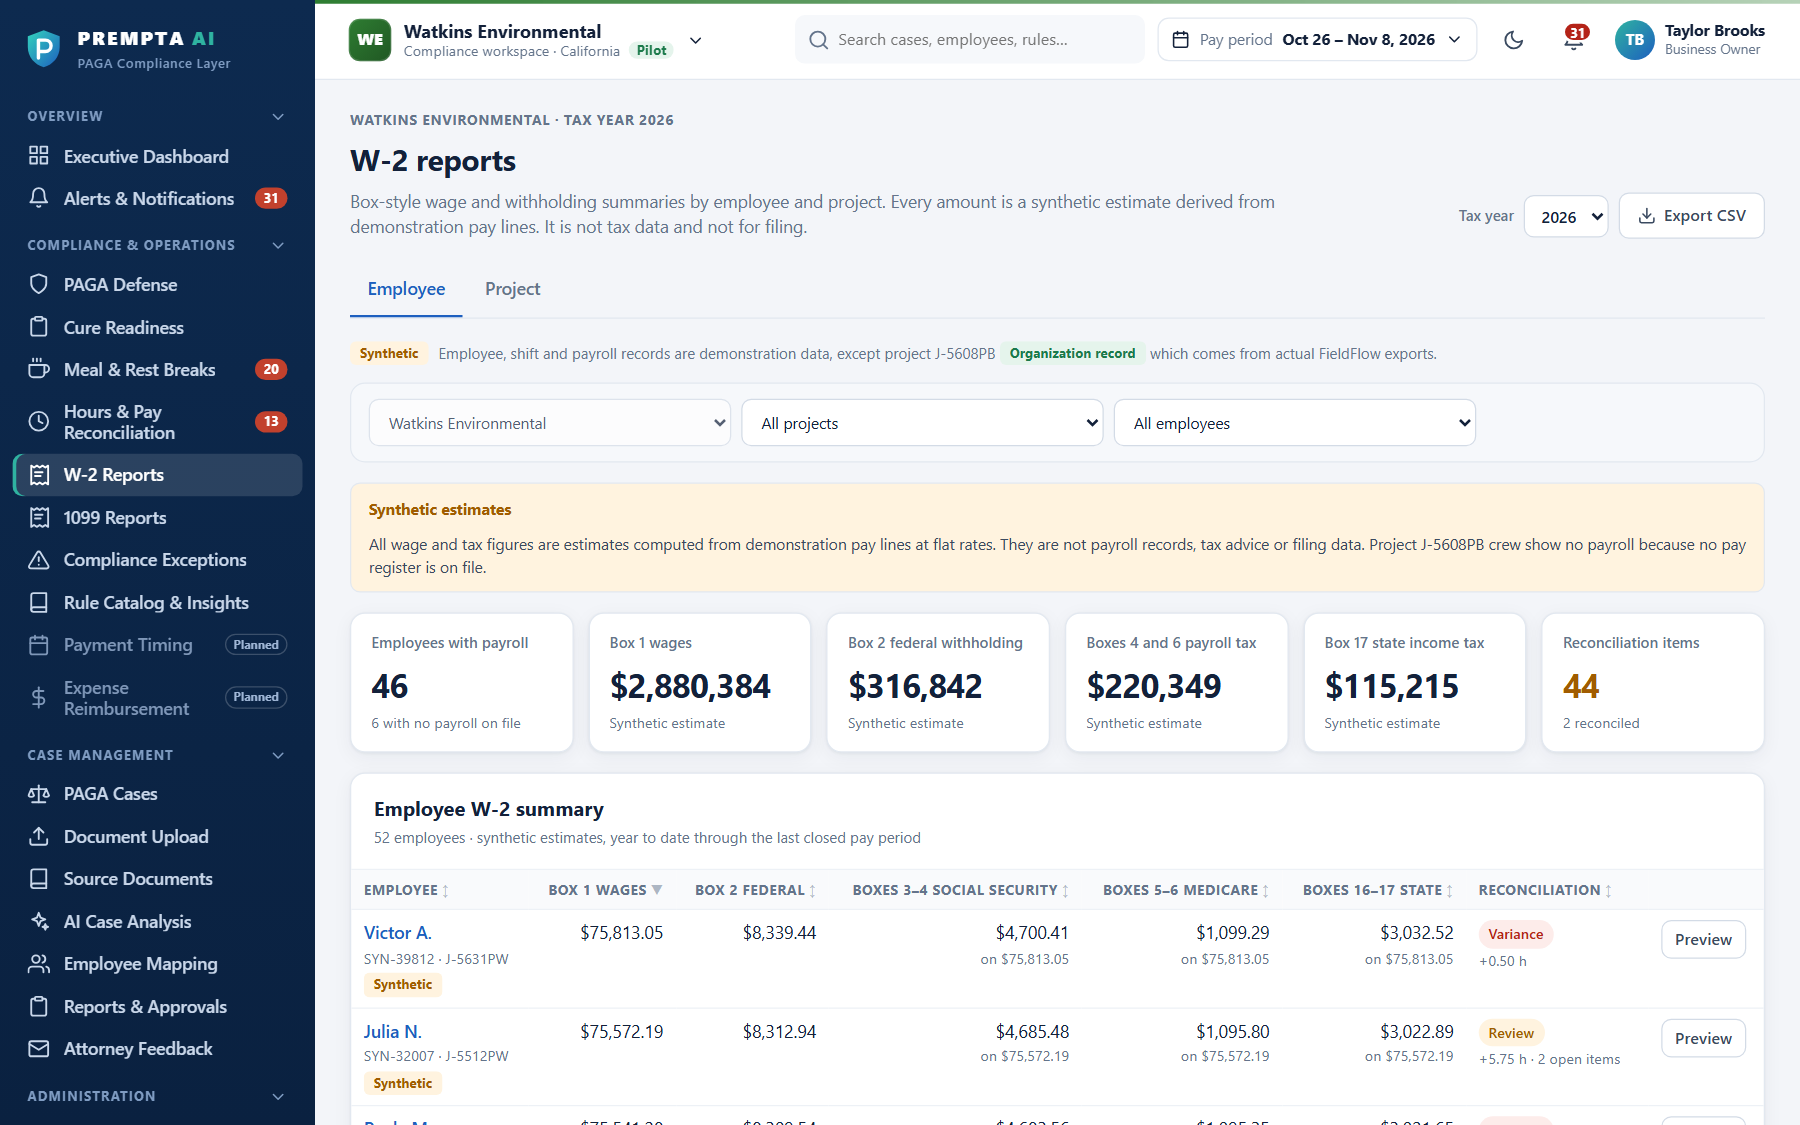 PREMPTA AI
PAGA Compliance Layer
OVERVIEW
Executive Dashboard
Alerts & Notifications 31
COMPLIANCE & OPERATIONS
PAGA Defense
Cure Readiness
Meal & Rest Breaks 20
Hours & Pay
Reconciliation 13
W-2 Reports
1099 Reports
Compliance Exceptions
Rule Catalog & Insights
Payment Timing Planned
Expense
Reimbursement Planned
CASE MANAGEMENT
PAGA Cases
Document Upload
Source Documents
AI Case Analysis
Employee Mapping
Reports & Approvals
Attorney Feedback
ADMINISTRATION
WE Watkins Environmental
Compliance workspace · California Pilot
Search cases, employees, rules...
Pay period Oct 26 – Nov 8, 2026
31
TB Taylor Brooks
Business Owner
WATKINS ENVIRONMENTAL · TAX YEAR 2026
W-2 reports
Box-style wage and withholding summaries by employee and project. Every amount is a synthetic estimate derived from
demonstration pay lines. It is not tax data and not for filing.
Tax year 2026 Export CSV
Employee Project
Synthetic Employee, shift and payroll records are demonstration data, except project J-5608PB Organization record which comes from actual FieldFlow exports.
Watkins Environmental All projects All employees
Synthetic estimates
All wage and tax figures are estimates computed from demonstration pay lines at flat rates. They are not payroll records, tax advice or filing data. Project J-5608PB crew show no payroll because no pay
register is on file.
Employees with payroll
46
6 with no payroll on file
Box 1 wages
$2,880,384
Synthetic estimate
Box 2 federal withholding
$316,842
Synthetic estimate
Boxes 4 and 6 payroll tax
$220,349
Synthetic estimate
Box 17 state income tax
$115,215
Synthetic estimate
Reconciliation items
44
2 reconciled
Employee W-2 summary
52 employees · synthetic estimates, year to date through the last closed pay period
EMPLOYEE BOX 1 WAGES BOX 2 FEDERAL BOXES 3–4 SOCIAL SECURITY BOXES 5–6 MEDICARE BOXES 16–17 STATE RECONCILIATION
Victor A. $75,813.05 $8,339.44 $4,700.41 $1,099.29 $3,032.52 Variance Preview
SYN-39812 · J-5631PW on $75,813.05 on $75,813.05 on $75,813.05 +0.50 h
Synthetic
Julia N. $75,572.19 $8,312.94 $4,685.48 $1,095.80 $3,022.89 Review Preview
SYN-32007 · J-5512PW on $75,572.19 on $75,572.19 on $75,572.19 +5.75 h · 2 open items
Synthetic